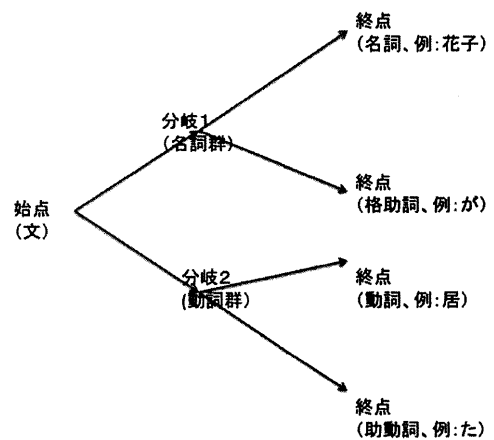 終点
(名詞、例:花子)
分岐1
(名詞群)
終点
(格助詞、例:が)
始点
(文)
終点
(動詞、例:居)
分岐2
(動詞群)
終点
(助動詞、例:た)